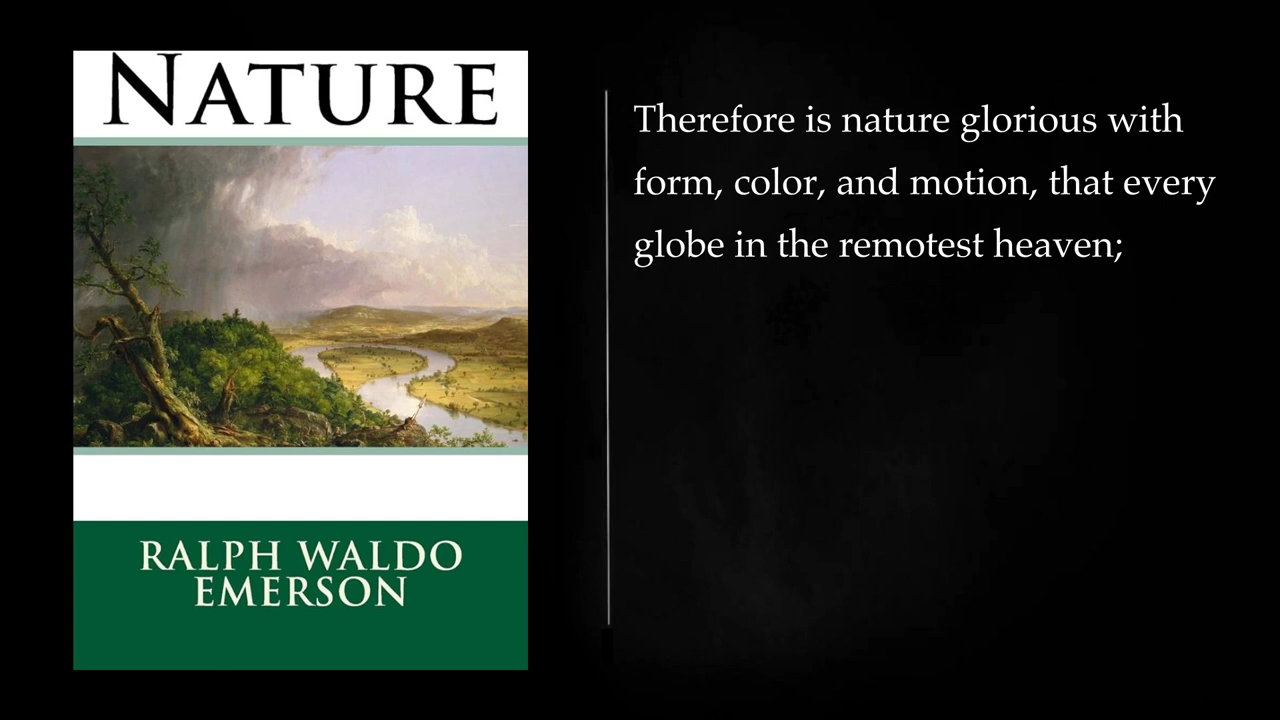 NATURE
RALPH WALDO
EMERSON
Therefore is nature glorious with
form, color, and motion, that every
globe in the remotest heaven;